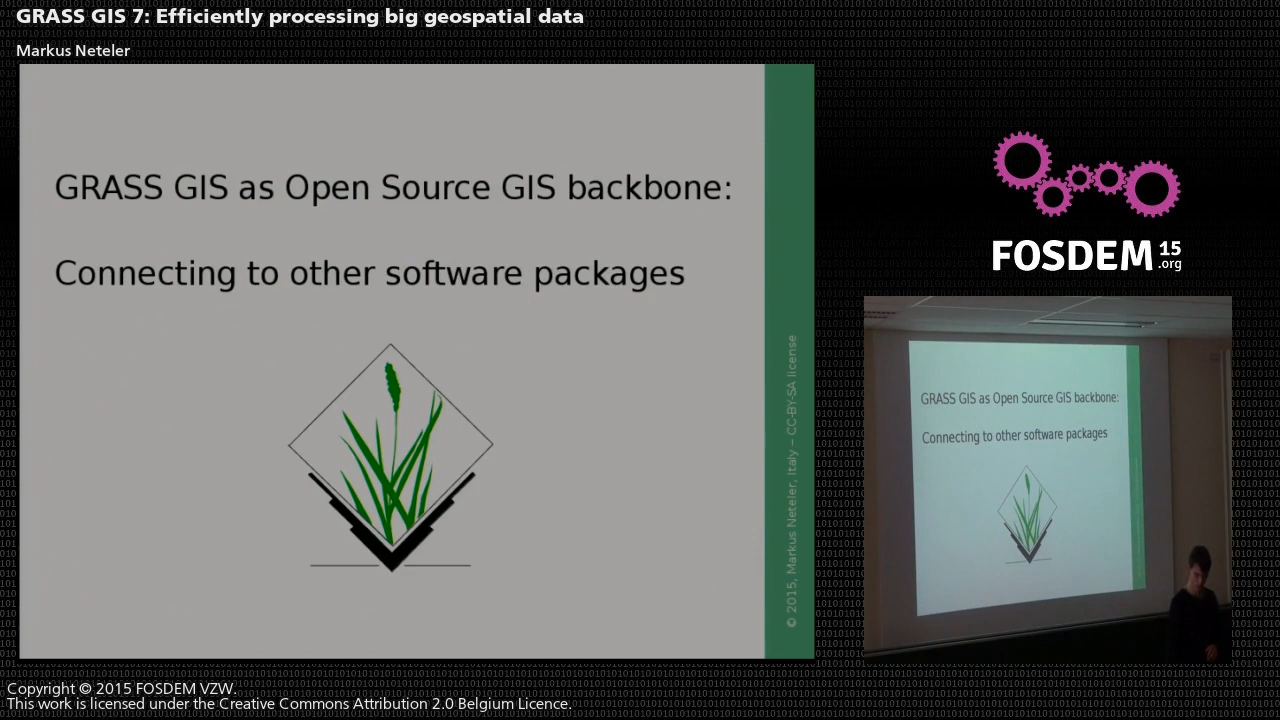 GRASS GIS 7: Efficiently processing big geospatial data
Markus Neteler
GRASS GIS as Open Source GIS backbone:
Connecting to other software packages
© 2015, Markus Neteler, Italy – CC-BY-SA license
FOSDEM 15
.org
GRASS GIS as Open Source GIS backbone:
Connecting to other software packages
Copyright © 2015 FOSDEM VZW.
This work is licensed under the Creative Commons Attribution 2.0 Belgium Licence.